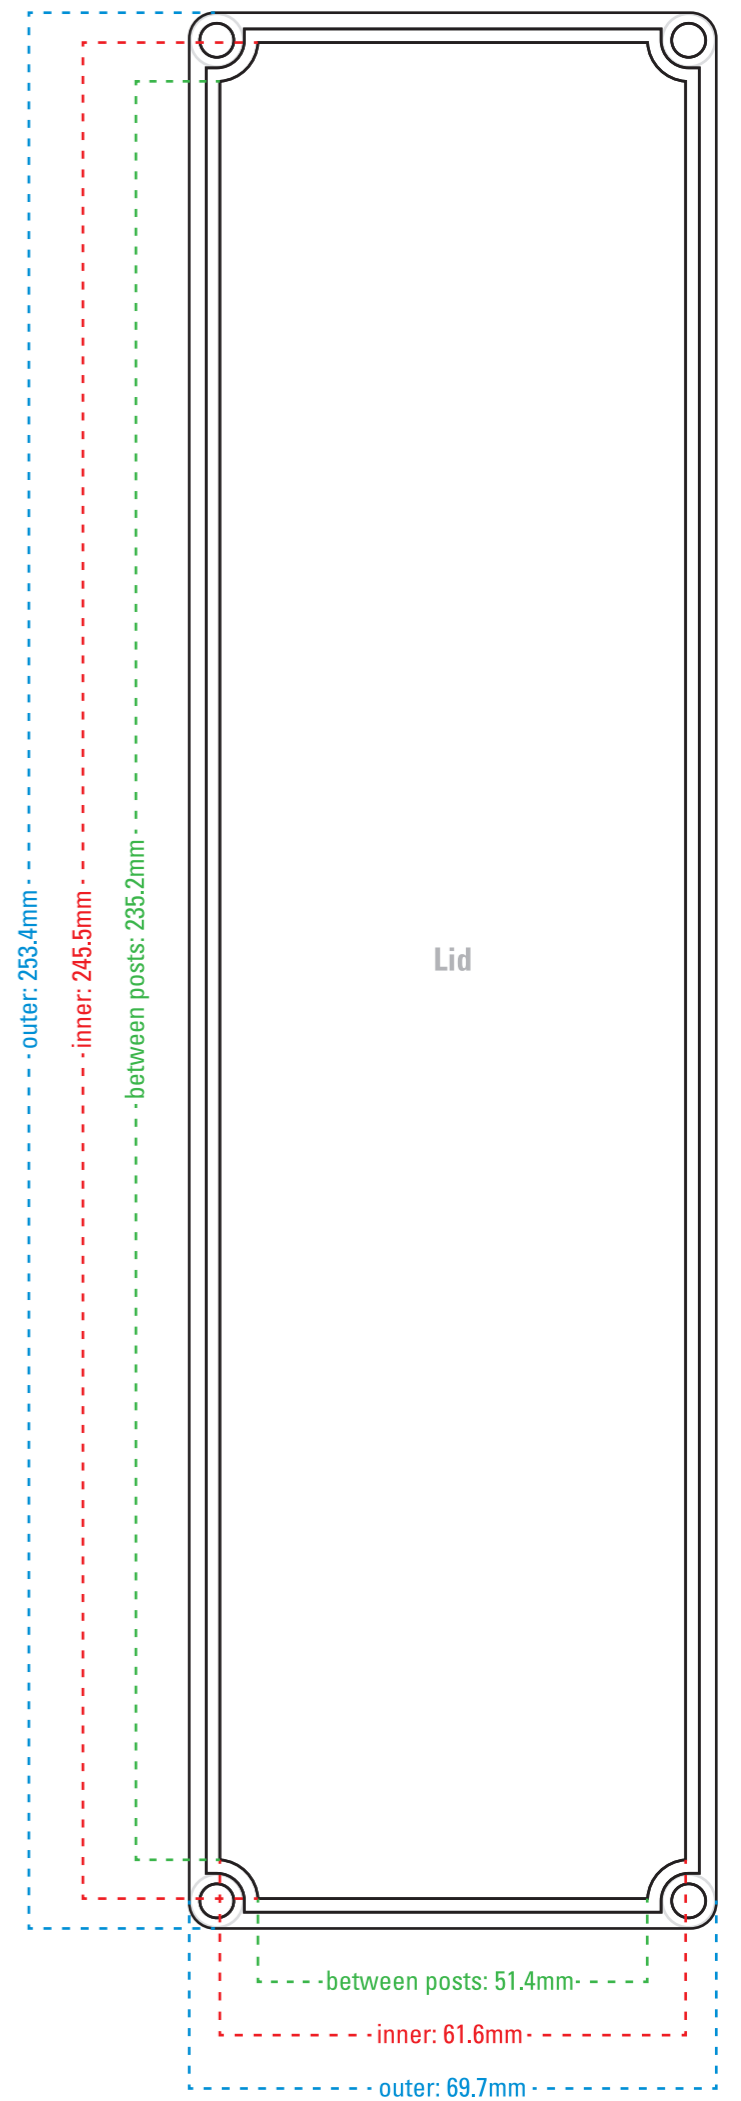 outer: 253.4mm
inner: 245.5mm
between posts: 235.2mm
Lid
between posts: 51.4mm
inner: 61.6mm
outer: 69.7mm